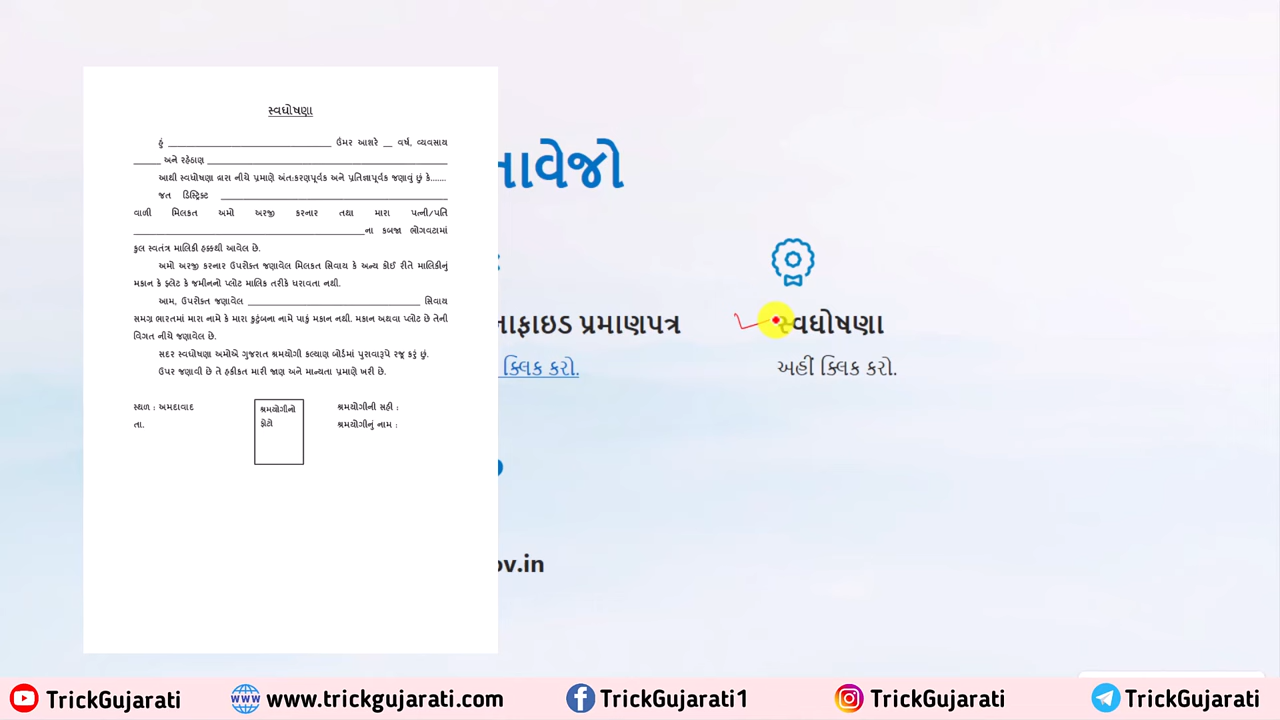 સ્વઘોષણા
હું ______________________________ ઉંમર આશરે __ વર્ષ, વ્યવસાય
_____ અને રહેઠાણ ____________________________________________
આથી સ્વઘોષણા દ્વારા નીચે પ્રમાણે અંત:કરણપૂર્વક અને પ્રતિજ્ઞાપૂર્વક જણાવું છું કે.......
જત ડિસ્ટ્રિક્ટ __________________________________________
વાળી મિલકત અમો અરજી કરનાર તથા મારા પત્ની/પતિ
__________________________________________ના કબજા ભોગવટામાં
કુલ સ્વતંત્ર માલિકી હક્કથી આવેલ છે.
અમો અરજી કરનાર ઉપરોક્ત જણાવેલ મિલકત સિવાય કે અન્ય કોઈ રીતે માલિકીનું
મકાન કે ફ્લેટ કે જમીનનો પ્લોટ માલિક તરીકે ધરાવતા નથી.
આમ, ઉપરોક્ત જણાવેલ ________________________________ સિવાય
સમગ્ર ભારતમાં મારા નામે કે મારા કુટુંબના નામે પાકું મકાન નથી. મકાન અથવા પ્લોટ છે તેની
વિગત નીચે જણાવેલ છે.
સદર સ્વઘોષણા અમોએ ગુજરાત શ્રમયોગી કલ્યાણ બોર્ડમાં પુરાવારૂપે રજૂ કરૂં છું.
ઉપર જણાવી છે તે હકીકત મારી જાણ અને માન્યતા પ્રમાણે ખરી છે.
સ્થળ : અમદાવાદ
તા.
શ્રમયોગીનો
ફોટો
શ્રમયોગીની સહી :
શ્રમયોગીનું નામ :
તાવેજો
નાફાઇડ પ્રમાણપત્ર
ક્લિક કરો.
સ્વઘોષણા
અહીં ક્લિક કરો.
ov.in
TrickGujarati
www.trickgujarati.com
TrickGujarati1
TrickGujarati
TrickGujarati